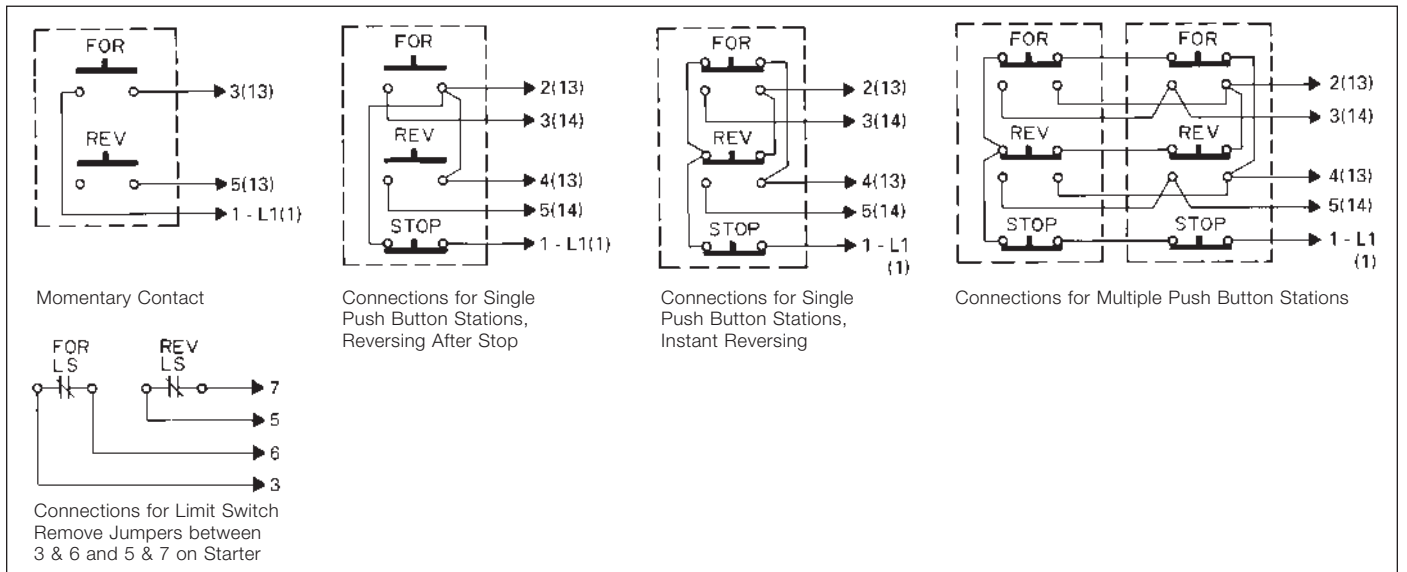 FOR
3(13)
REV
5(13)
1 - L1(1)
Momentary Contact
FOR
2(13)
3(14)
REV
4(13)
5(14)
STOP
1 - L1(1)
Connections for Single
Push Button Stations,
Reversing After Stop
FOR
2(13)
3(14)
REV
4(13)
5(14)
STOP
1 - L1
(1)
Connections for Single
Push Button Stations,
Instant Reversing
FOR FOR
2(13)
3(14)
REV REV
4(13)
5(14)
STOP STOP
1 - L1
(1)
Connections for Multiple Push Button Stations
FOR REV
LS LS
7
5
6
3
Connections for Limit Switch
Remove Jumpers between
3 & 6 and 5 & 7 on Starter